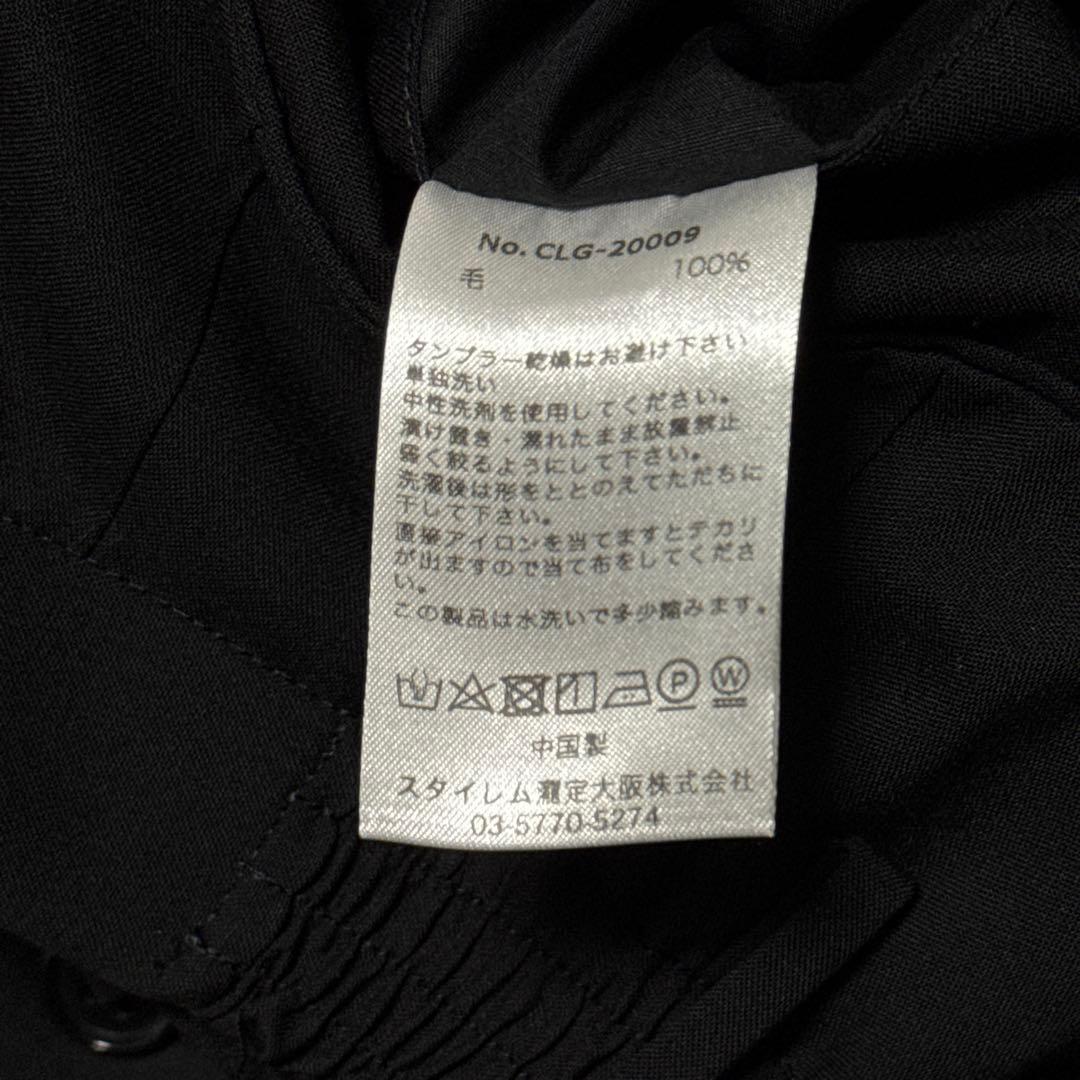 No. CLG-20009
毛 100%
タンブラー乾燥はお避け下さい
単独洗い
中性洗剤を使用してください。
漬け置き・濡れたまま放置禁止
弱く絞るようにして下さい。
洗濯後は形をととのえてただちに
干して下さい。
直接アイロンを当てますとテカリ
が出ますので当て布をしてくださ
い。
この製品は水洗いで多少縮みます。
P W
中国製
スタイレム瀧定大阪株式会社
03-5770-5274